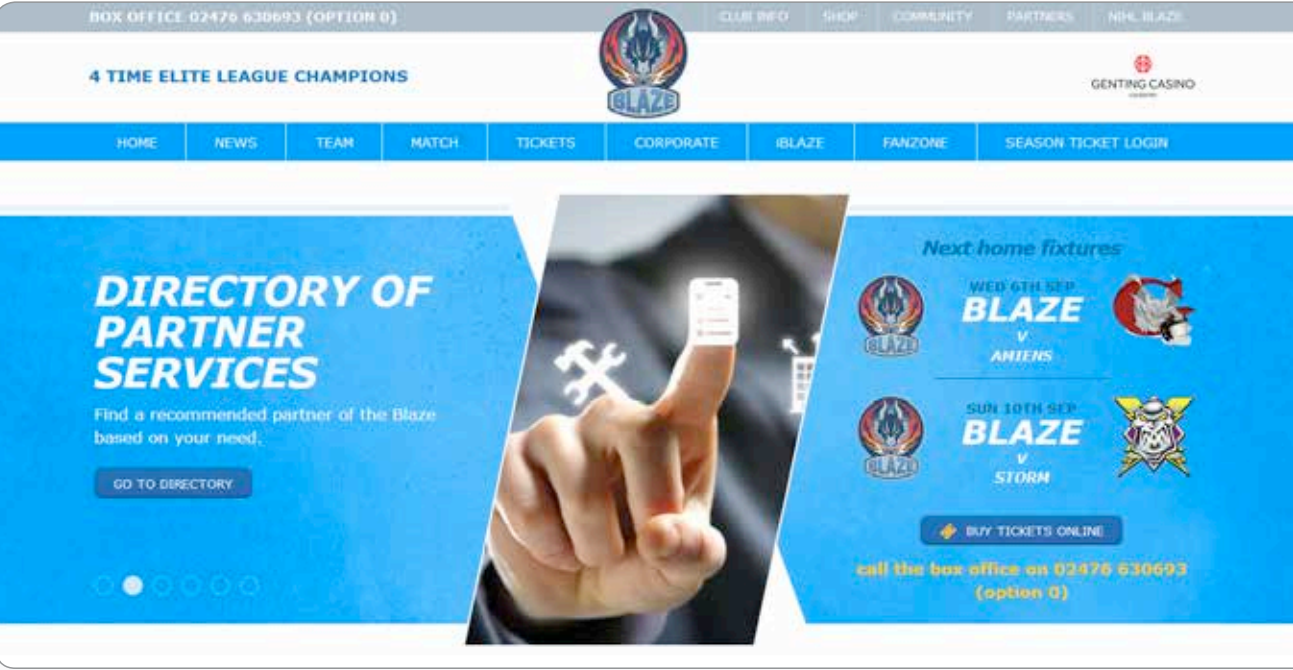 BOX OFFICE 02476 630693 (OPTION 0)
CLUB INFO SHOP COMMUNITY PARTNERS NIHL BLAZE
4 TIME ELITE LEAGUE CHAMPIONS
BLAZE
GENTING CASINO
HOME NEWS TEAM MATCH TICKETS CORPORATE iBLAZE FANZONE SEASON TICKET LOGIN
DIRECTORY OF
PARTNER
SERVICES
Find a recommended partner of the Blaze
based on your need.
GO TO DIRECTORY
Next home fixtures
WED 6TH SEP
BLAZE
v
AMIENS
BLAZE
SUN 10TH SEP
BLAZE
v
STORM
BLAZE
BUY TICKETS ONLINE
call the box office on 02476 630693
(option 0)